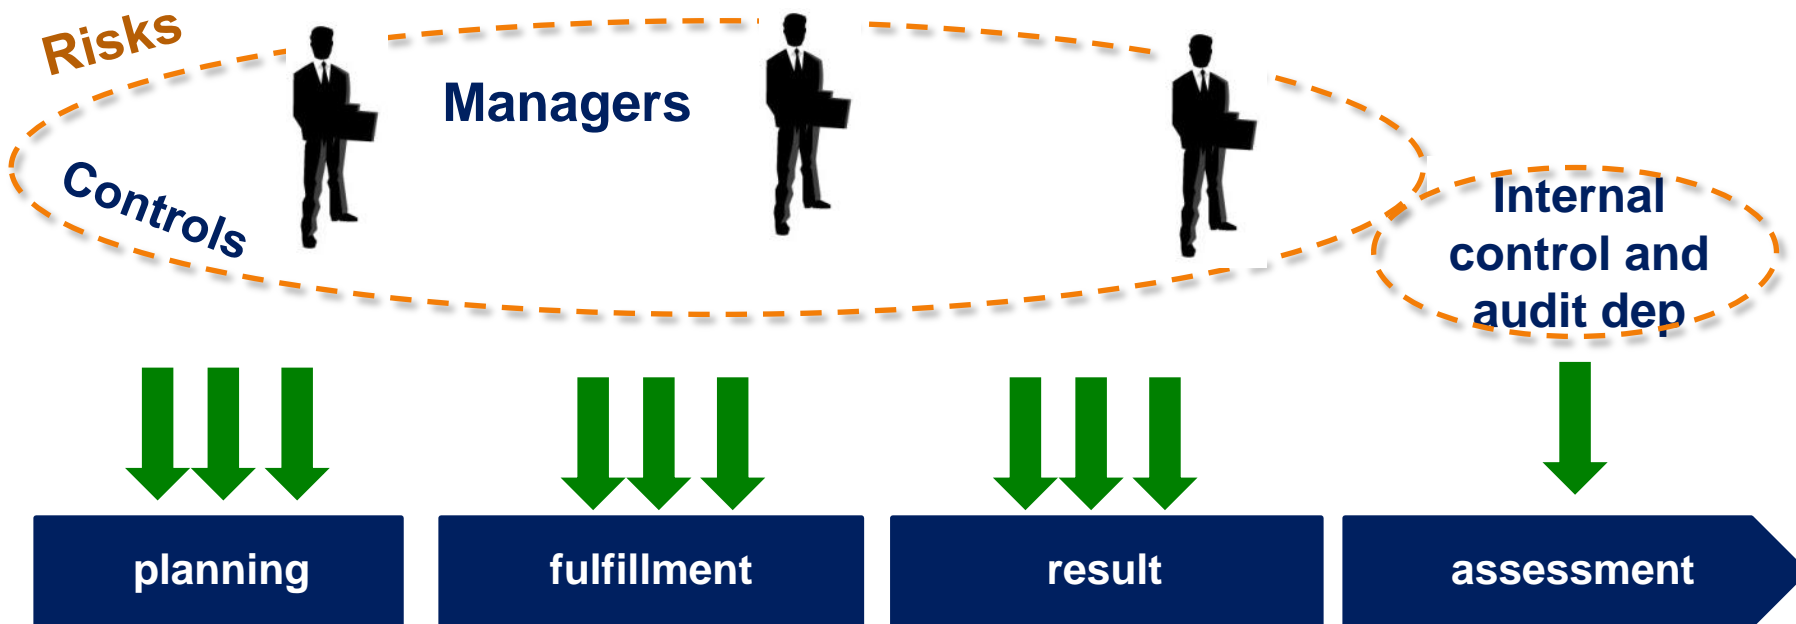 Risks
Managers
Controls
Internal
control and
audit dep
planning
fulfillment
result
assessment